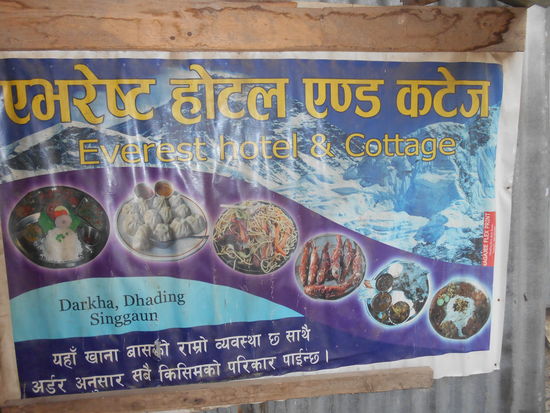 एभरेष्ट होटल एण्ड कटेज
Everest hotel & Cottage
Darkha, Dhading
Singgaun
यहाँ खाना बासको राम्रो व्यवस्था छ साथै
अर्डर अनुसार सबै किसिमको परिकार पाईन्छ ।